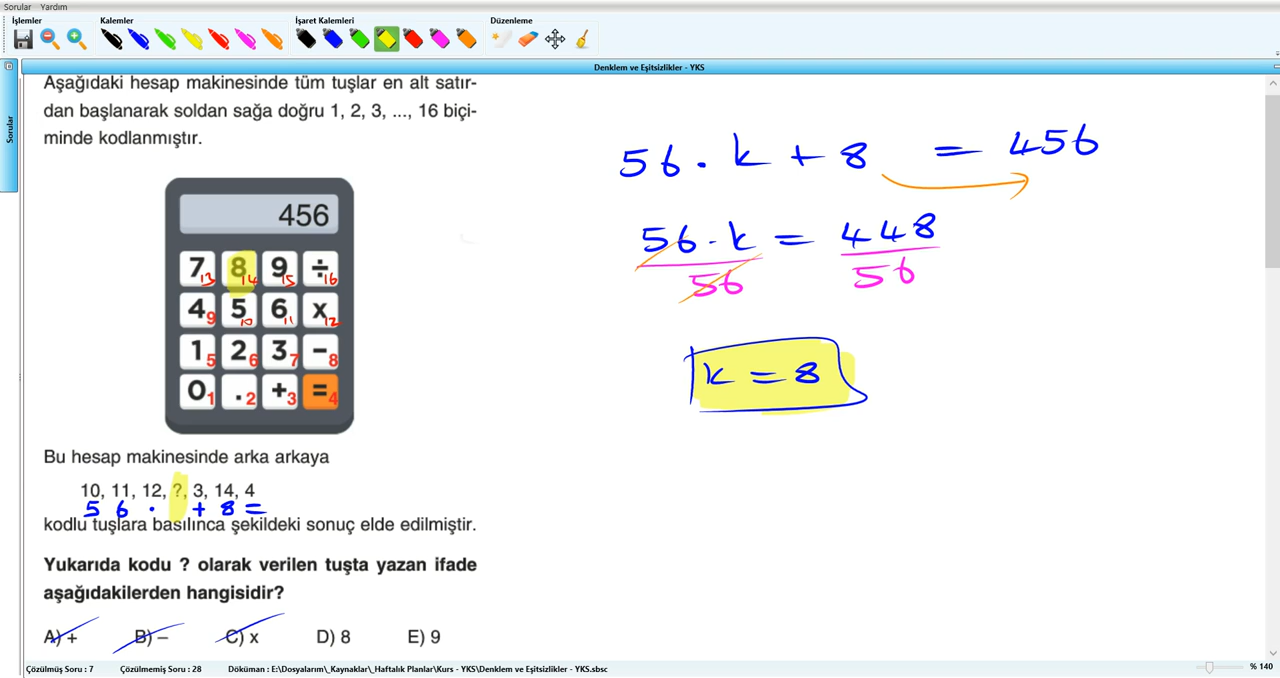 Sorular Yardım
İşlemler Kalemler İşaret Kalemleri Düzenleme
Denklem ve Eşitsizlikler - YKS
Sorular
Aşağıdaki hesap makinesinde tüm tuşlar en alt satır-
dan başlanarak soldan sağa doğru 1, 2, 3, ..., 16 biçi-
minde kodlanmıştır.
456
7 13 8 14 9 15 ÷ 16
4 9 5 10 6 11 x 12
1 5 2 6 3 7 − 8
0 1 . 2 + 3 = 4
Bu hesap makinesinde arka arkaya
10, 11, 12, ?, 3, 14, 4
5 6 · + 8 =
kodlu tuşlara basılınca şekildeki sonuç elde edilmiştir.
Yukarıda kodu ? olarak verilen tuşta yazan ifade
aşağıdakilerden hangisidir?
A) + B) − C) x D) 8 E) 9
56 . k + 8 = 456
56 . k = 448
56 56
k = 8
Çözülmüş Soru : 7 Çözülmemiş Soru : 28 Döküman : E:\Dosyalarım\_Kaynaklar\_Haftalık Planlar\Kurs - YKS\Denklem ve Eşitsizlikler - YKS.sbsc % 140